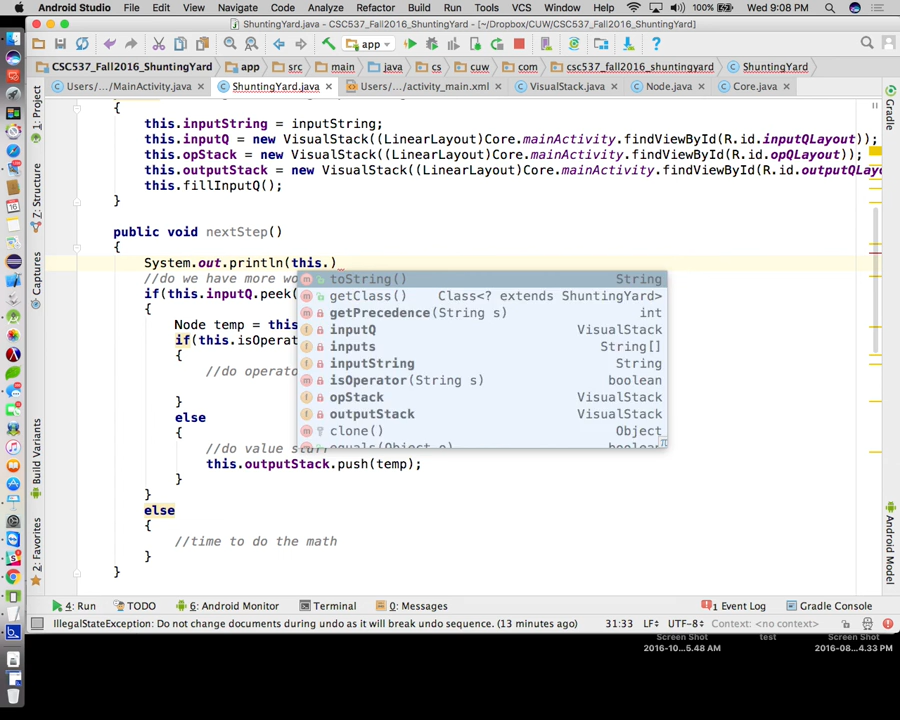 Android Studio File Edit View Navigate Code Analyze Refactor Build Run Tools VCS Window Help 100% Wed 9:08 PM
ShuntingYard.java - CSC537_Fall2016_ShuntingYard - [~/Dropbox/CUW/CSC537_Fall2016_ShuntingYard]
app
CSC537_Fall2016_ShuntingYard app src main java cs cuw com csc537_fall2016_shuntingyard ShuntingYard
Users/.../MainActivity.java ShuntingYard.java Users/.../activity_main.xml VisualStack.java Node.java Core.java
{
this.inputString = inputString;
this.inputQ = new VisualStack((LinearLayout)Core.mainActivity.findViewById(R.id.inputQLayout));
this.opStack = new VisualStack((LinearLayout)Core.mainActivity.findViewById(R.id.opQLayout));
this.outputStack = new VisualStack((LinearLayout)Core.mainActivity.findViewById(R.id.outputQLay
this.fillInputQ();
}
public void nextStep()
{
System.out.println(this.)
//do we have more wo
if(this.inputQ.peek(
{
Node temp = this
if(this.isOperat
{
//do operato
}
else
{
//do value stuff
this.outputStack.push(temp);
}
}
else
{
//time to do the math
}
}
m toString() String
m getClass() Class<? extends ShuntingYard>
m getPrecedence(String s) int
f inputQ VisualStack
f inputs String[]
f inputString String
m isOperator(String s) boolean
f opStack VisualStack
f outputStack VisualStack
m clone() Object
equals(Object o) boolean
π
1: Project
7: Structure
Captures
Build Variants
2: Favorites
Gradle
Android Model
4: Run TODO 6: Android Monitor Terminal 0: Messages 1 Event Log Gradle Console
IllegalStateException: Do not change documents during undo as it will break undo sequence. (13 minutes ago) 31:33 LF UTF-8 Context: <no context>
Screen Shot
2016-10...5.48 AM
test
Screen Shot
2016-08...4.33 PM